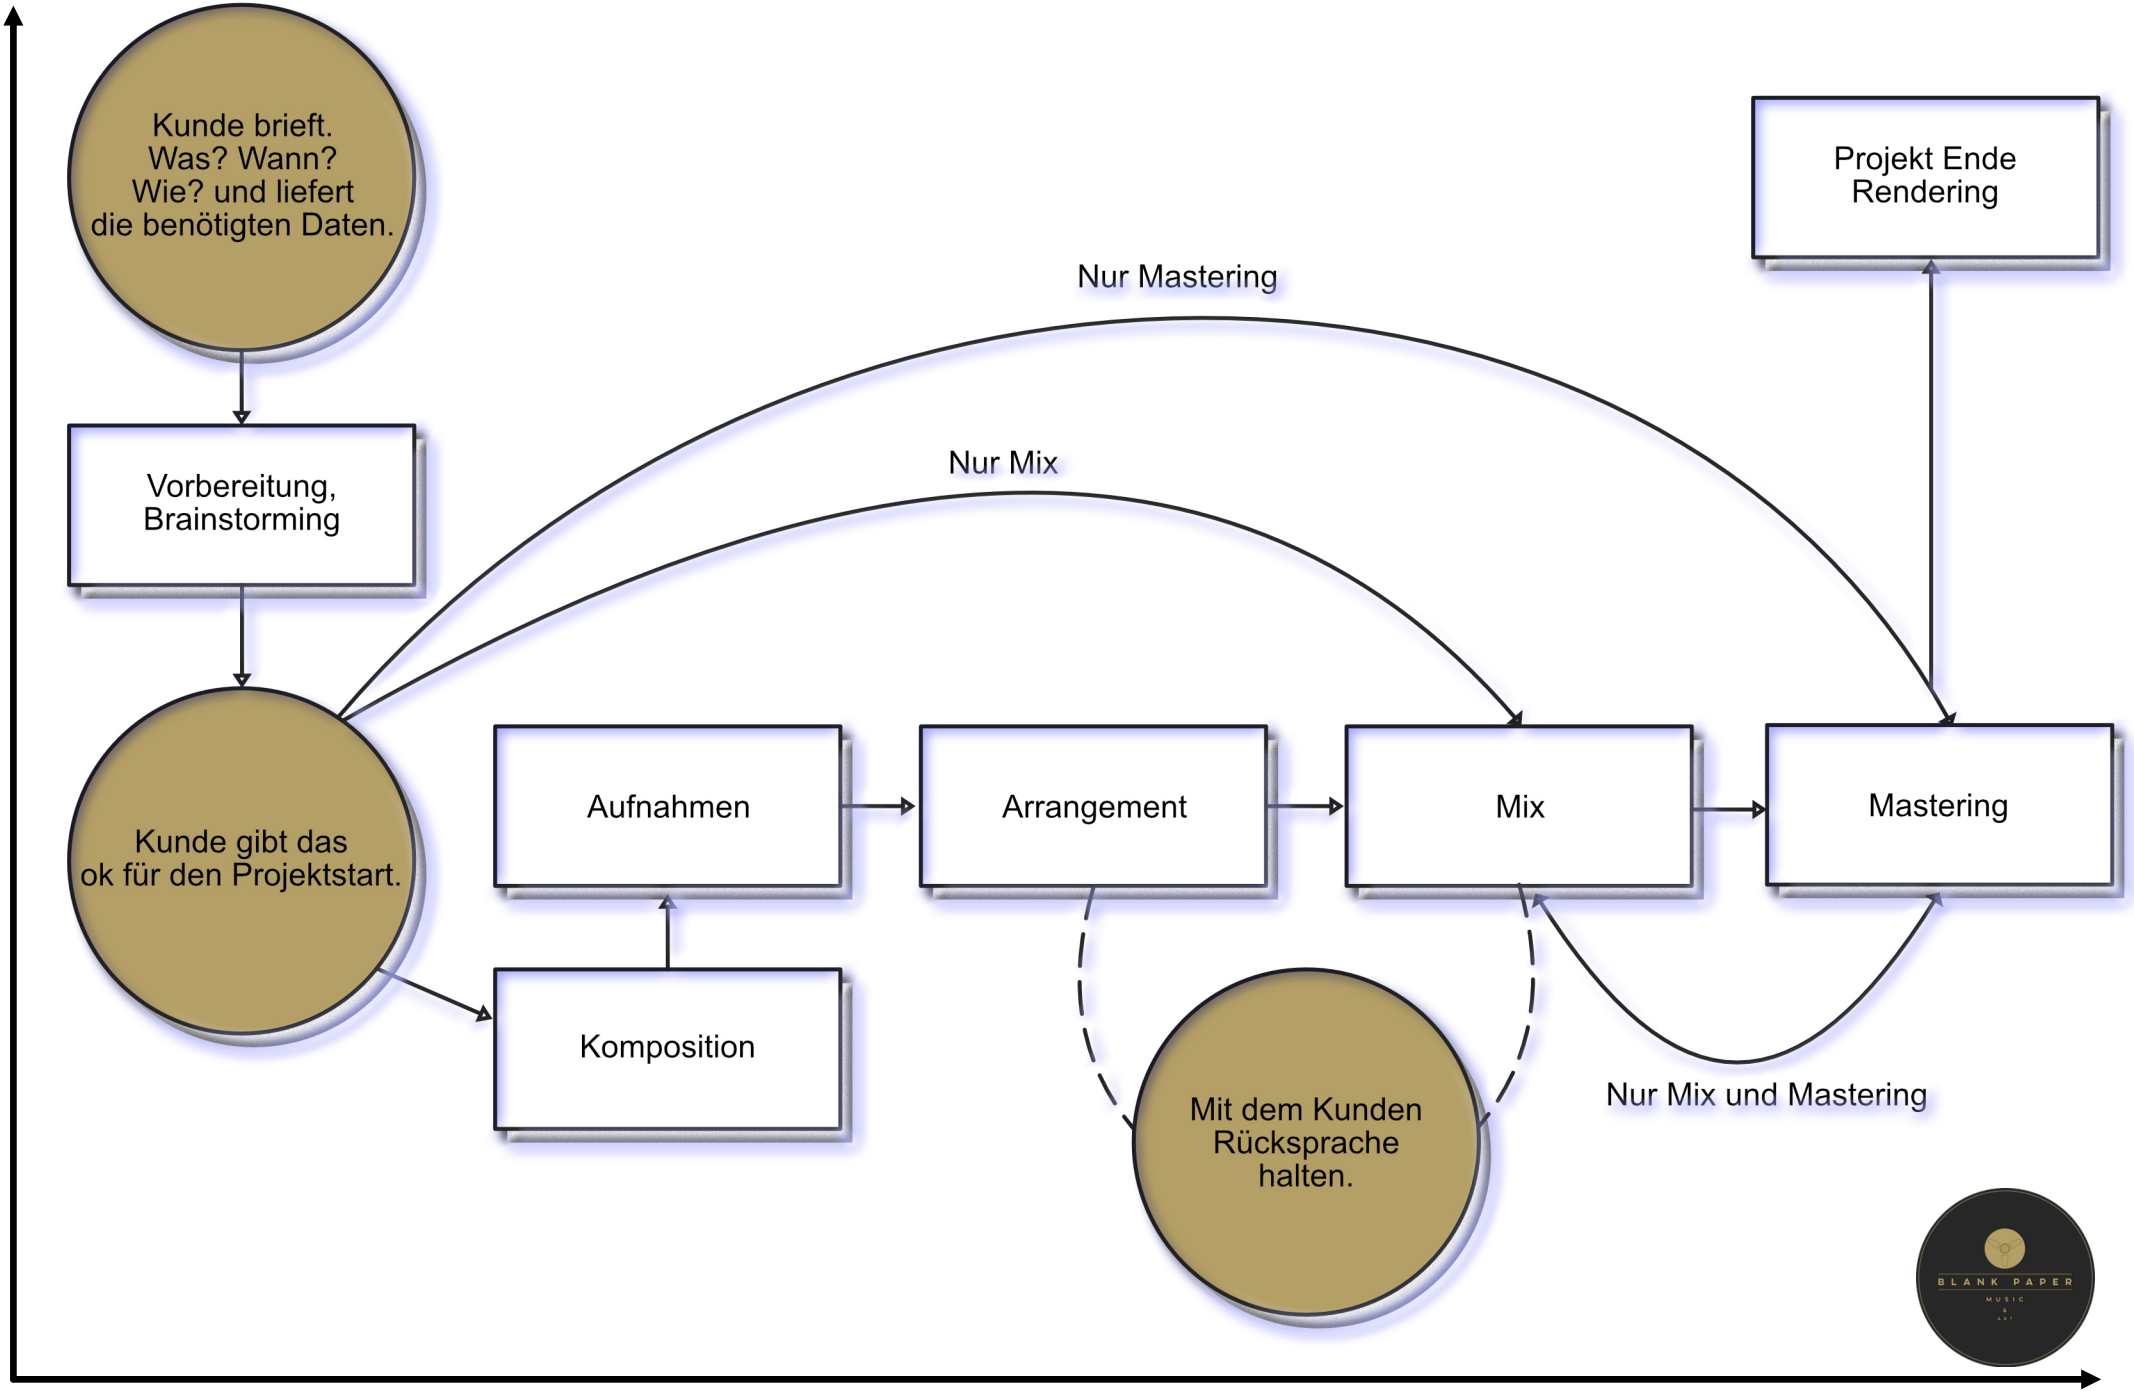 Kunde brieft.
Was? Wann?
Wie? und liefert
die benötigten Daten.
Projekt Ende
Rendering
Nur Mastering
Nur Mix
Vorbereitung,
Brainstorming
Aufnahmen
Arrangement
Mix
Mastering
Kunde gibt das
ok für den Projektstart.
Komposition
Nur Mix und Mastering
Mit dem Kunden
Rücksprache
halten.
BLANK PAPER
MUSIC
&
ART